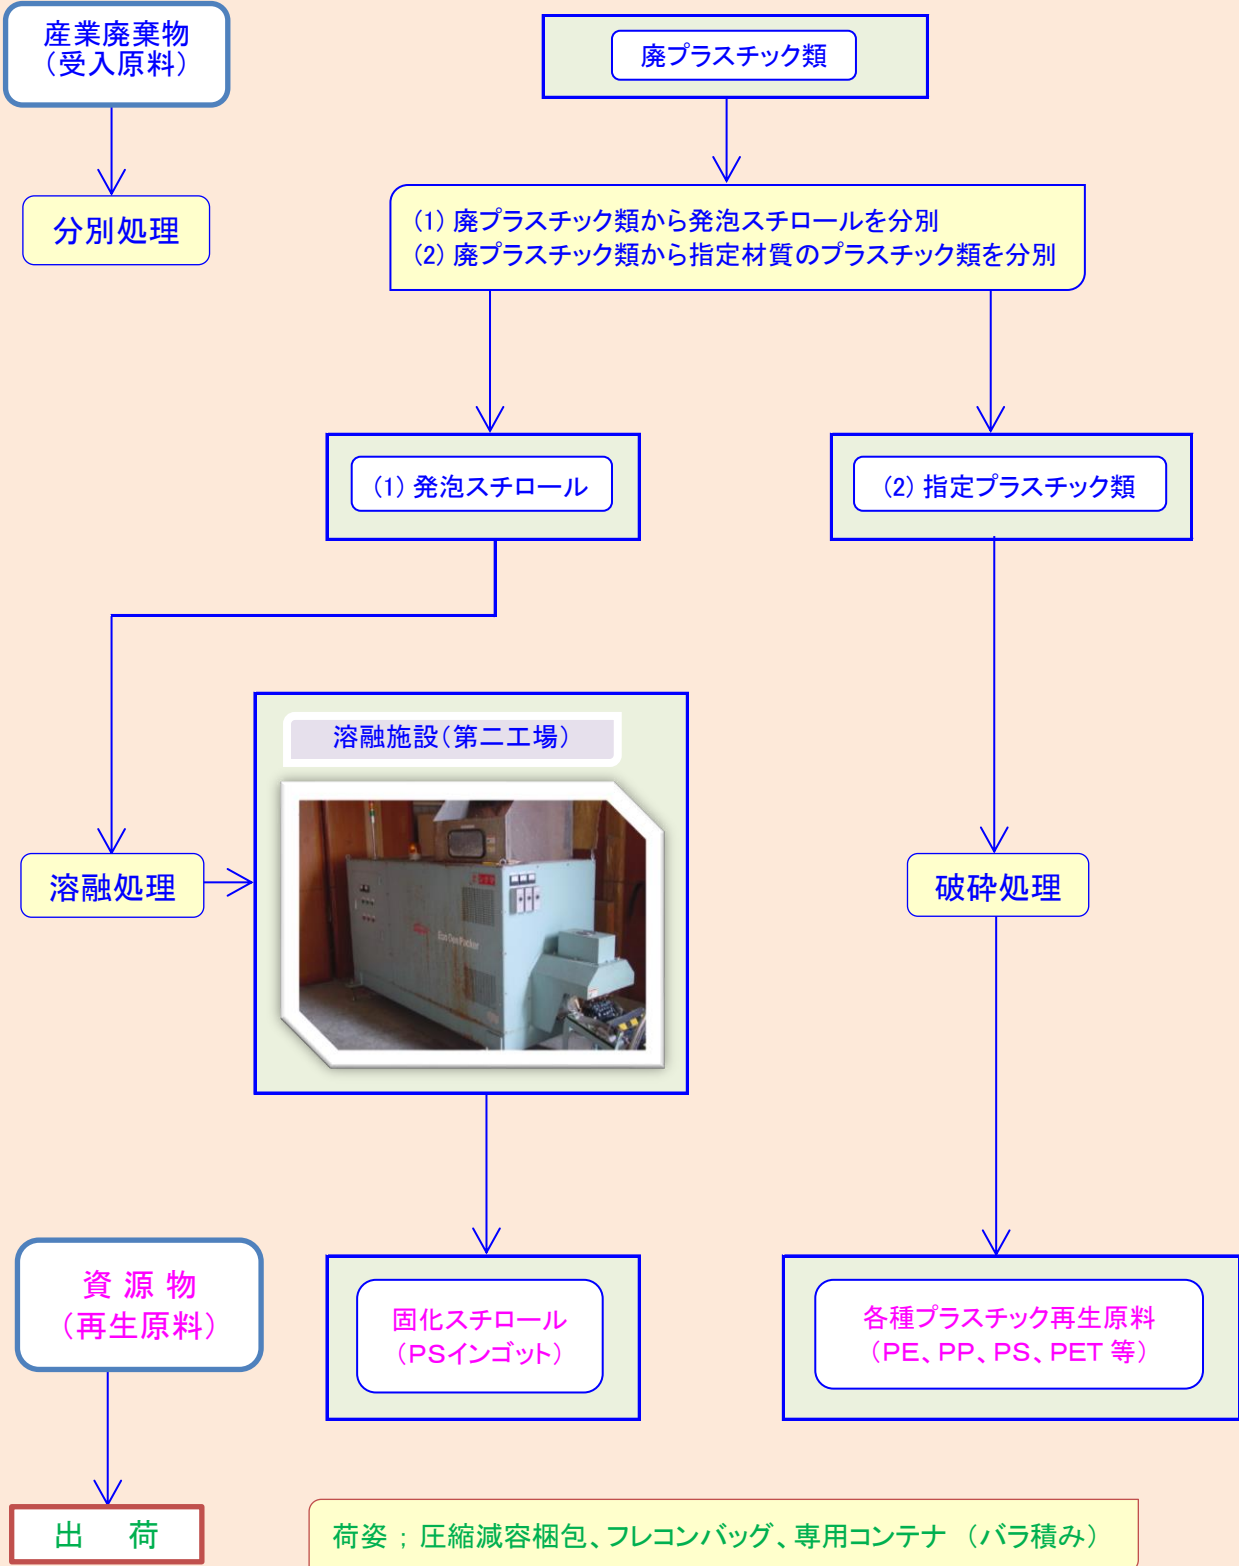 産業廃棄物
（受入原料）
廃プラスチック類
分別処理
(1) 廃プラスチック類から発泡スチロールを分別
(2) 廃プラスチック類から指定材質のプラスチック類を分別
(1) 発泡スチロール
(2) 指定プラスチック類
溶融施設（第二工場）
溶融処理
破砕処理
資 源 物
（再生原料）
固化スチロール
（PSインゴット）
各種プラスチック再生原料
（PE、PP、PS、PET 等）
出　荷
荷姿 ； 圧縮減容梱包、フレコンバッグ、専用コンテナ （バラ積み）